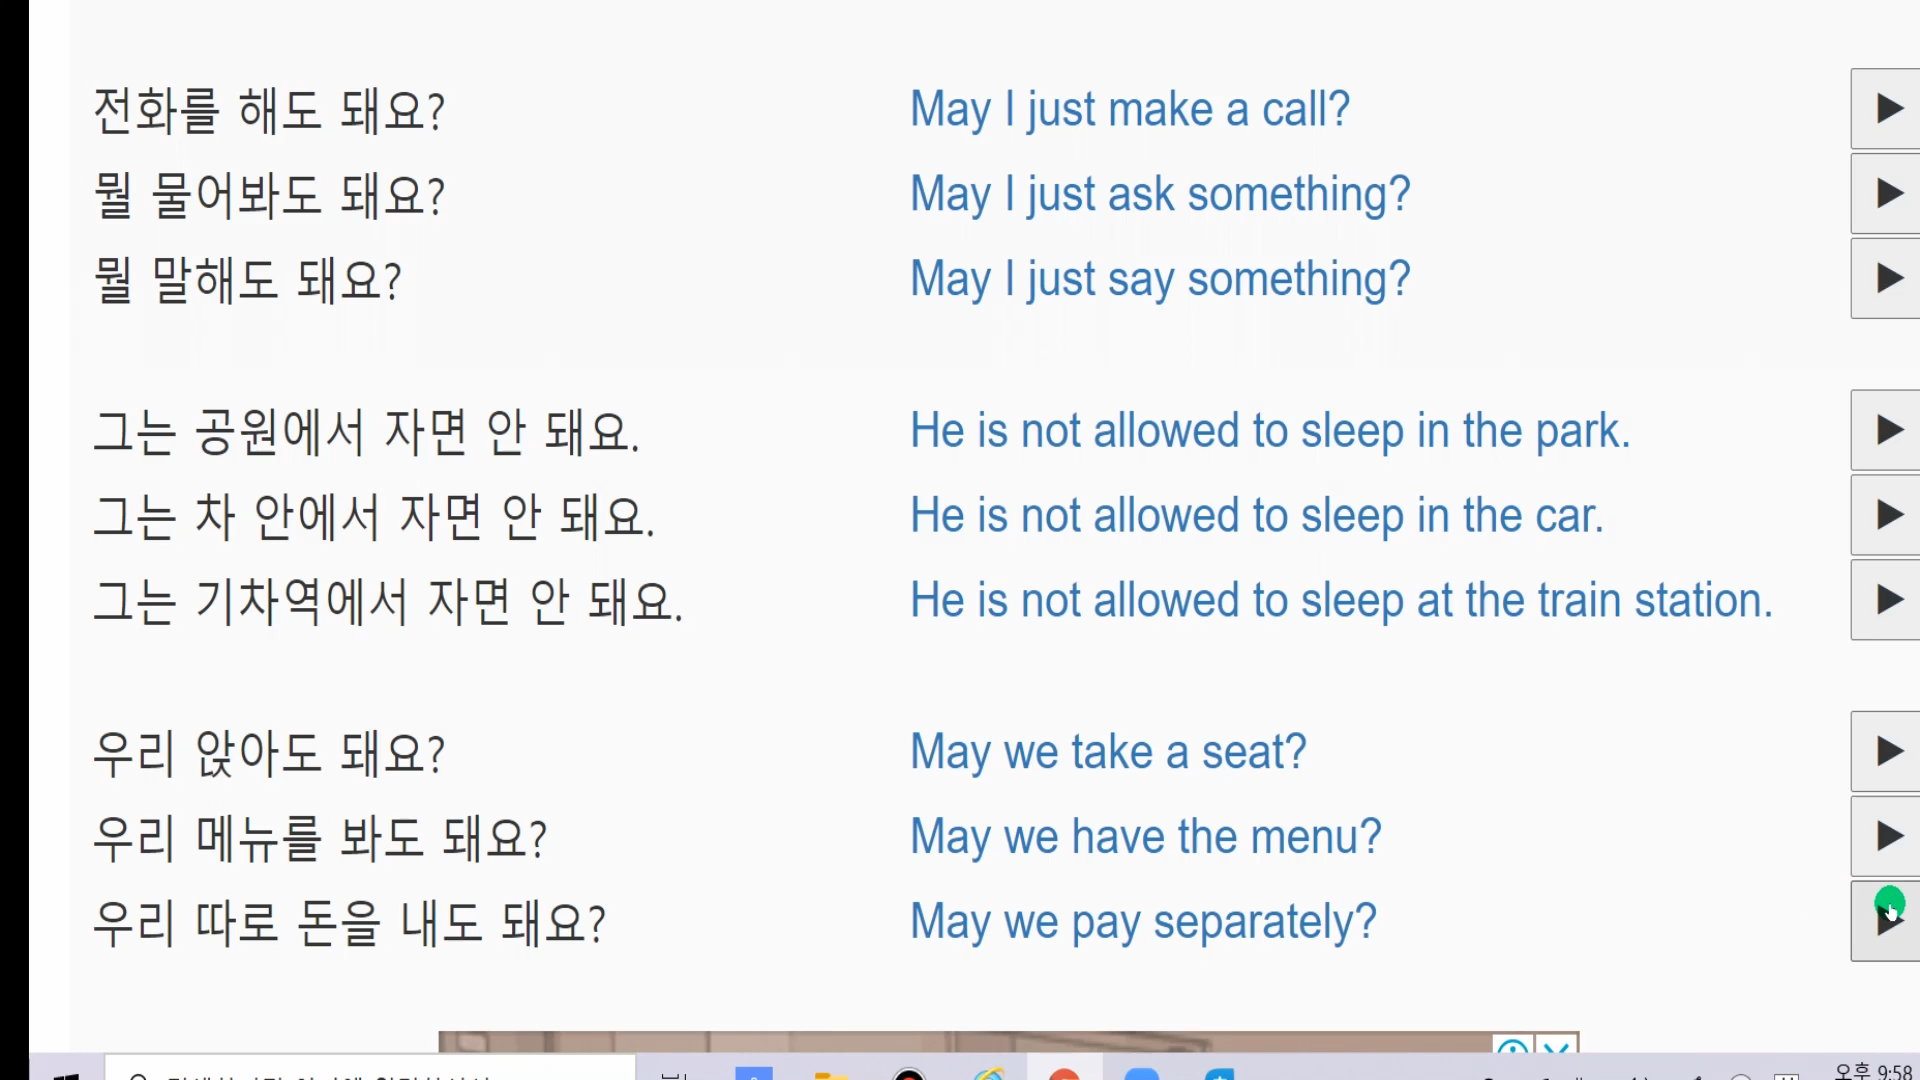 전화를 해도 돼요? May I just make a call?
뭘 물어봐도 돼요? May I just ask something?
뭘 말해도 돼요? May I just say something?
그는 공원에서 자면 안 돼요. He is not allowed to sleep in the park.
그는 차 안에서 자면 안 돼요. He is not allowed to sleep in the car.
그는 기차역에서 자면 안 돼요. He is not allowed to sleep at the train station.
우리 앉아도 돼요? May we take a seat?
우리 메뉴를 봐도 돼요? May we have the menu?
우리 따로 돈을 내도 돼요? May we pay separately?
오후 9:58